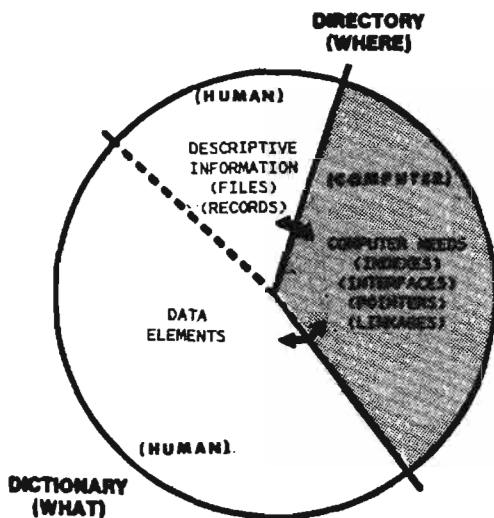 DIRECTORY
(WHERE)
(HUMAN)
DESCRIPTIVE
INFORMATION
(FILES)
(RECORDS)
(COMPUTER)
COMPUTER NEEDS
(INDEXES)
(INTERFACES)
(POINTERS)
(LINKAGES)
DATA
ELEMENTS
(HUMAN).
DICTIONARY
(WHAT)